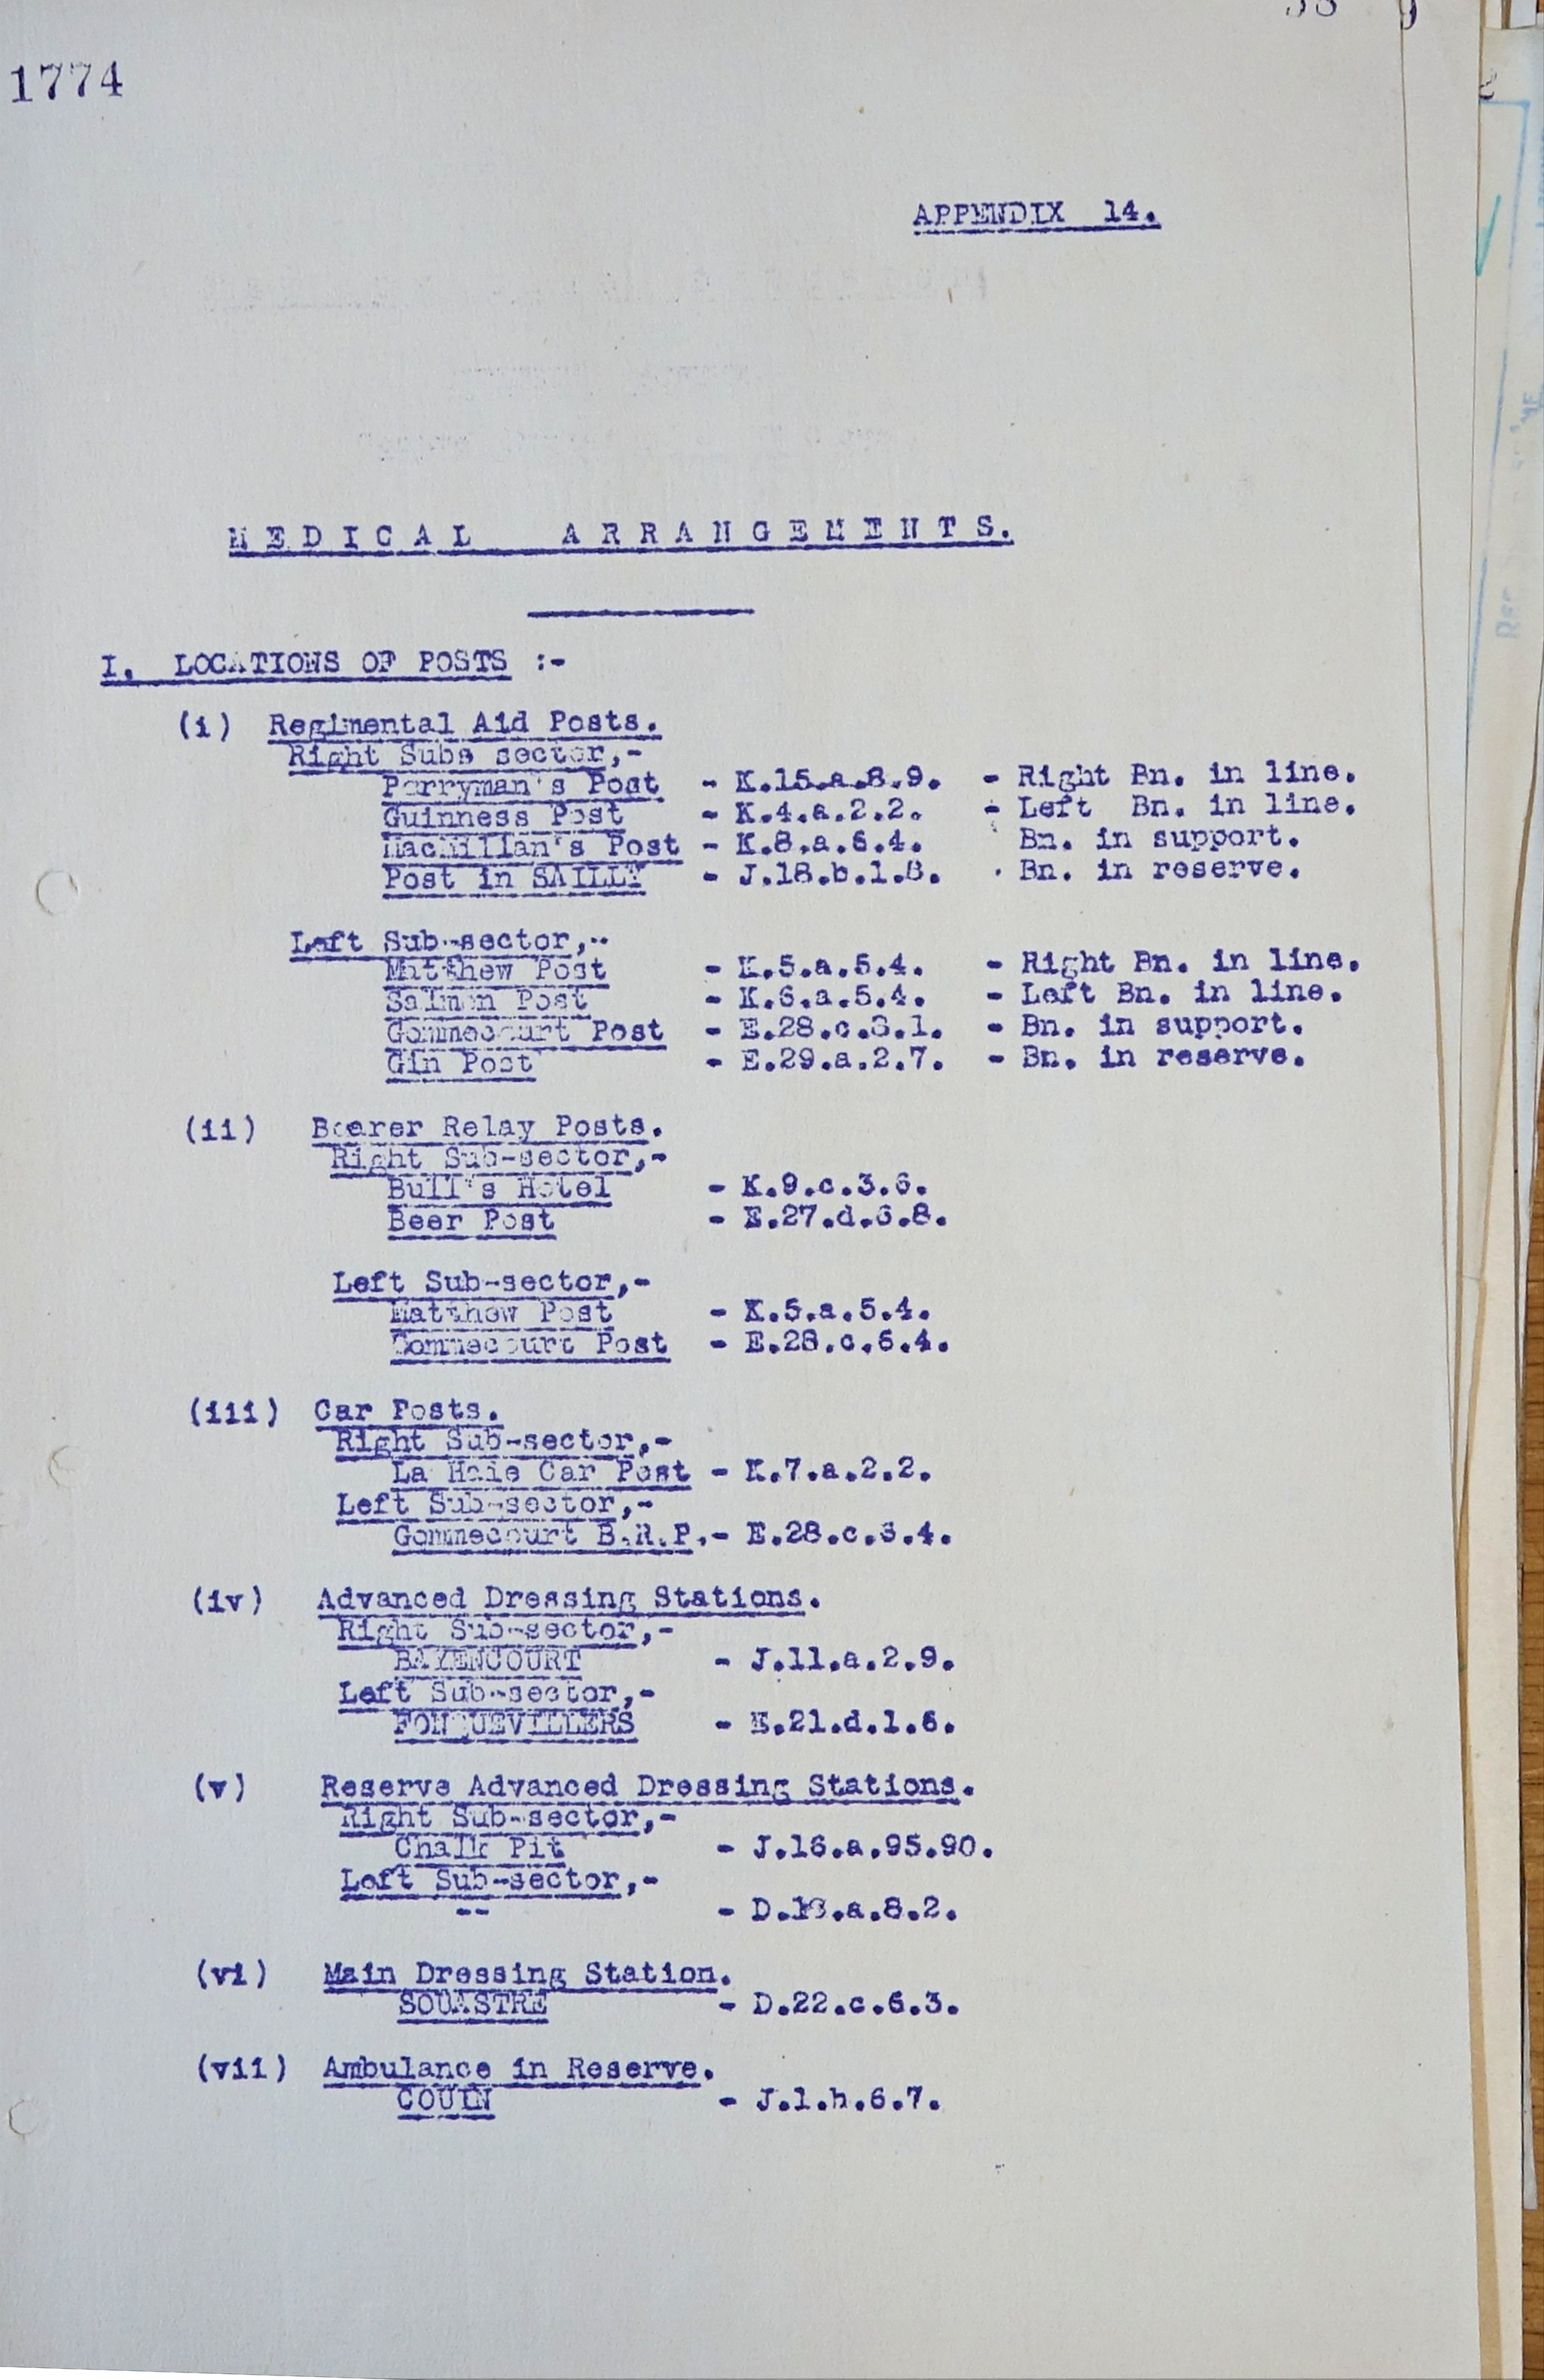 1774
APPENDIX 14.
MEDICAL ARRANGEMENTS.
I. LOCATIONS OF POSTS :-
(i) Regimental Aid Posts.
Right Subs sector,-
Perryman's Post - K.15.a.8.9. - Right Bn. in line.
Guinness Post - K.4.a.2.2. - Left Bn. in line.
MacMillan's Post - K.8.a.6.4. Bn. in support.
Post in SAILLY - J.18.b.1.8. - Bn. in reserve.
Left Sub-sector,-
Matthew Post - K.5.a.5.4. - Right Bn. in line.
Salmon Post - K.6.a.5.4. - Left Bn. in line.
Gommecourt Post - E.28.c.6.1. - Bn. in support.
Gin Post - E.29.a.2.7. - Bn. in reserve.
(ii) Bearer Relay Posts.
Right Sub-sector,-
Bull's Hotel - K.9.c.3.6.
Beer Post - E.27.d.6.8.
Left Sub-sector,-
Matthew Post - K.5.a.5.4.
Gommecourt Post - E.28.c.6.4.
(iii) Car Posts.
Right Sub-sector,-
La Haie Car Post - K.7.a.2.2.
Left Sub-sector,-
Gommecourt B.R.P.- E.28.c.6.4.
(iv) Advanced Dressing Stations.
Right Sub-sector,-
BAYENCOURT - J.11.a.2.9.
Left Sub-sector,-
FONQUEVILLERS - E.21.d.1.6.
(v) Reserve Advanced Dressing Stations.
Right Sub-sector,-
Chalk Pit - J.16.a.95.90.
Left Sub-sector,-
-- -
(vi) Main Dressing Station.
SOUASTRE - D.22.c.6.3.
(vii) Ambulance in Reserve.
COUIN - J.1.b.6.7.